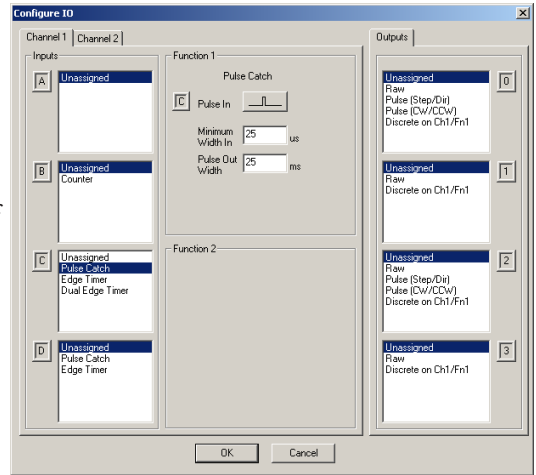 Configure IO
Channel 1 Channel 2
Inputs
A
Unassigned
B
Unassigned
Counter
C
Unassigned
Pulse Catch
Edge Timer
Dual Edge Timer
D
Unassigned
Pulse Catch
Edge Timer
Function 1
Pulse Catch
C Pulse In
Minimum
Width In 25 us
Pulse Out
Width 25 ms
Function 2
Outputs
Unassigned
Raw
Pulse (Step/Dir)
Pulse (CW/CCW)
Discrete on Ch1/Fn1
0
Unassigned
Raw
Discrete on Ch1/Fn1
1
Unassigned
Raw
Pulse (Step/Dir)
Pulse (CW/CCW)
Discrete on Ch1/Fn1
2
Unassigned
Raw
Discrete on Ch1/Fn1
3
OK Cancel